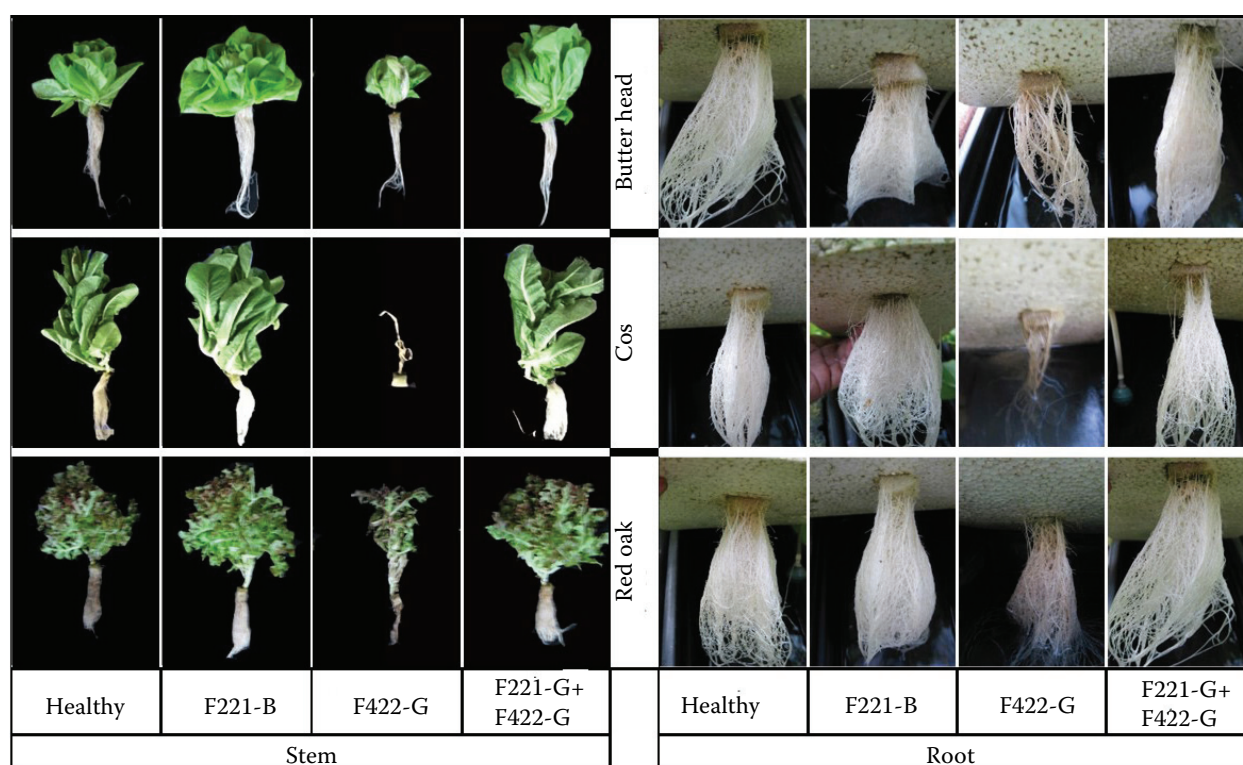 Butter head
Cos
Red oak
Healthy
F221-B
F422-G
F221-G+
F422-G
Healthy
F221-B
F422-G
F221-G+
F422-G
Stem
Root